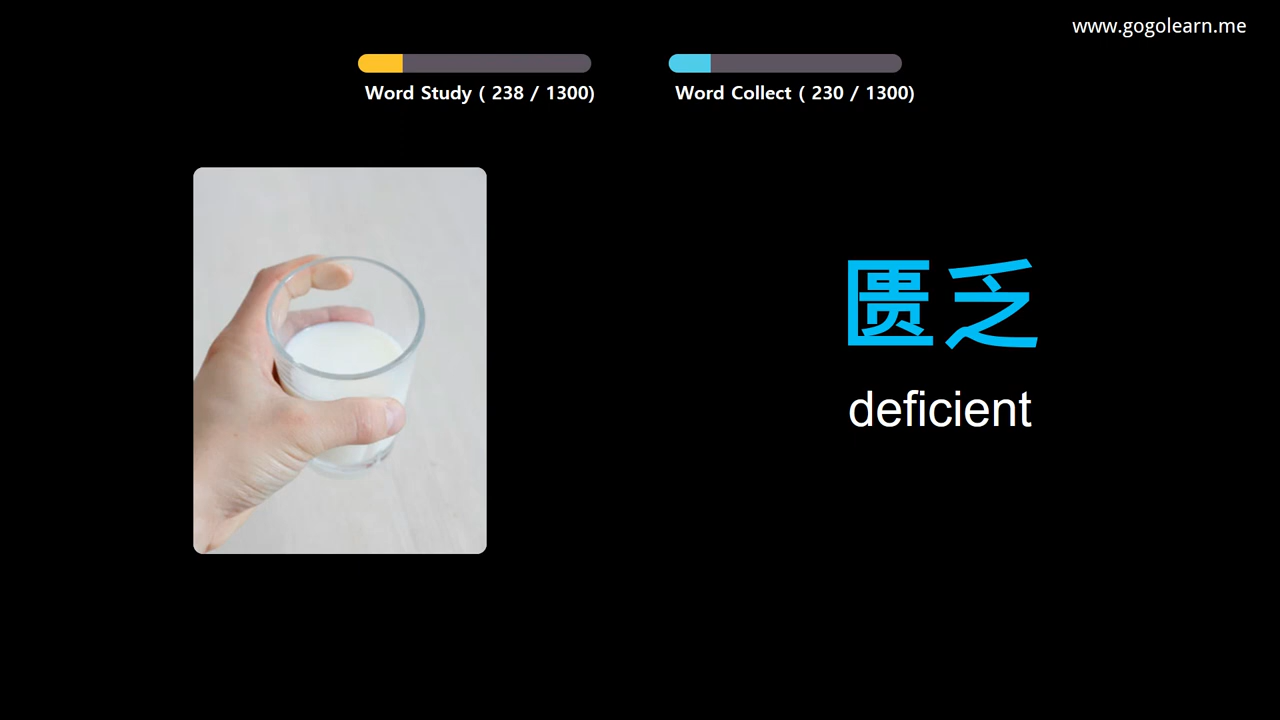 www.gogolearn.me
Word Study ( 238 / 1300)
Word Collect ( 230 / 1300)
匮乏
deficient